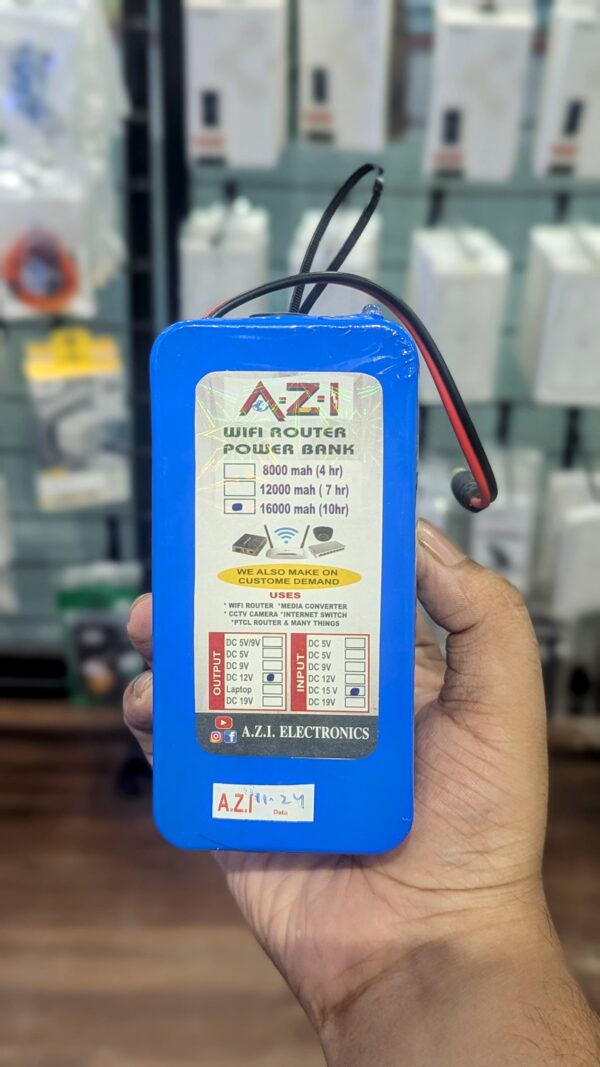 A-Z-I
WIFI ROUTER
POWER BANK
8000 mah (4 hr)
12000 mah ( 7 hr)
16000 mah (10hr)
WE ALSO MAKE ON
CUSTOME DEMAND
USES
* WIFI ROUTER *MEDIA CONVERTER
* CCTV CAMERA *INTERNET SWITCH
*PTCL ROUTER & MANY THINGS
OUTPUT
DC 5V/9V
DC 5V
DC 9V
DC 12V
Laptop
DC 19V
INPUT
DC 5V
DC 5V
DC 9V
DC 12V
DC 15 V
DC 19V
A.Z.I. ELECTRONICS
A.Z.I 11-24
Date